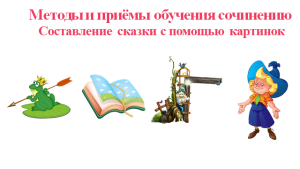 Методы и приёмы обучения сочинению
Составление сказки с помощью картинок